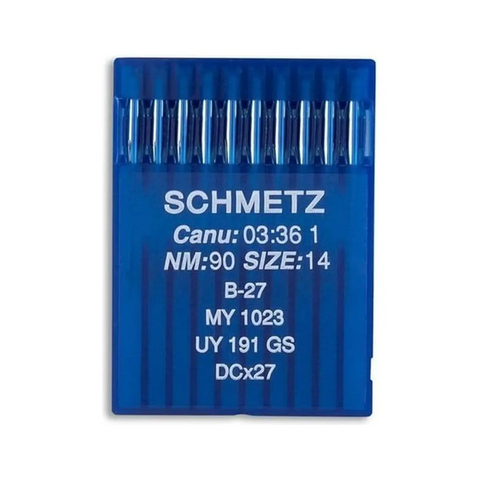 SCHMETZ
Canu: 03:36 1
NM:90 SIZE:14
B-27
MY 1023
UY 191 GS
DCx27